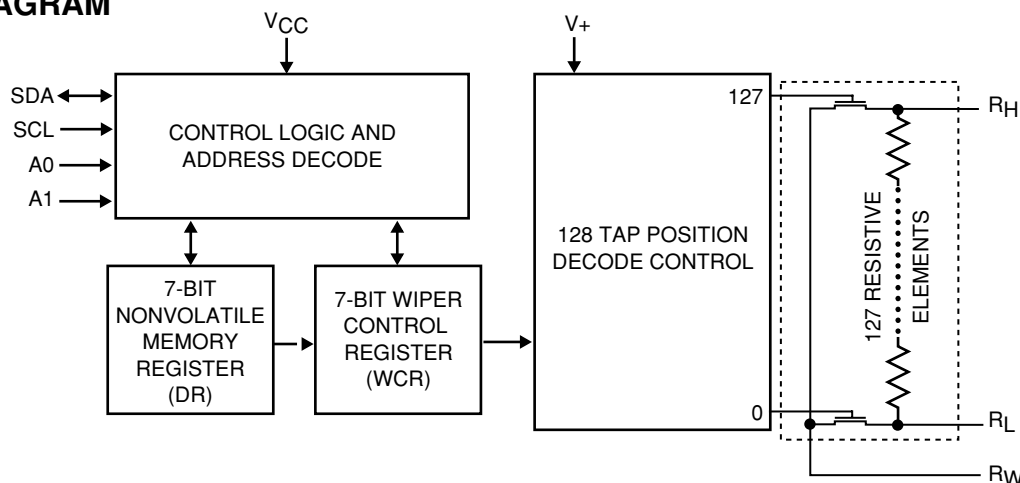 AGRAM
VCC
V+
SDA
SCL
A0
A1
CONTROL LOGIC AND
ADDRESS DECODE
7-BIT
NONVOLATILE
MEMORY
REGISTER
(DR)
7-BIT WIPER
CONTROL
REGISTER
(WCR)
128 TAP POSITION
DECODE CONTROL
127
0
127 RESISTIVE
ELEMENTS
RH
RL
RW